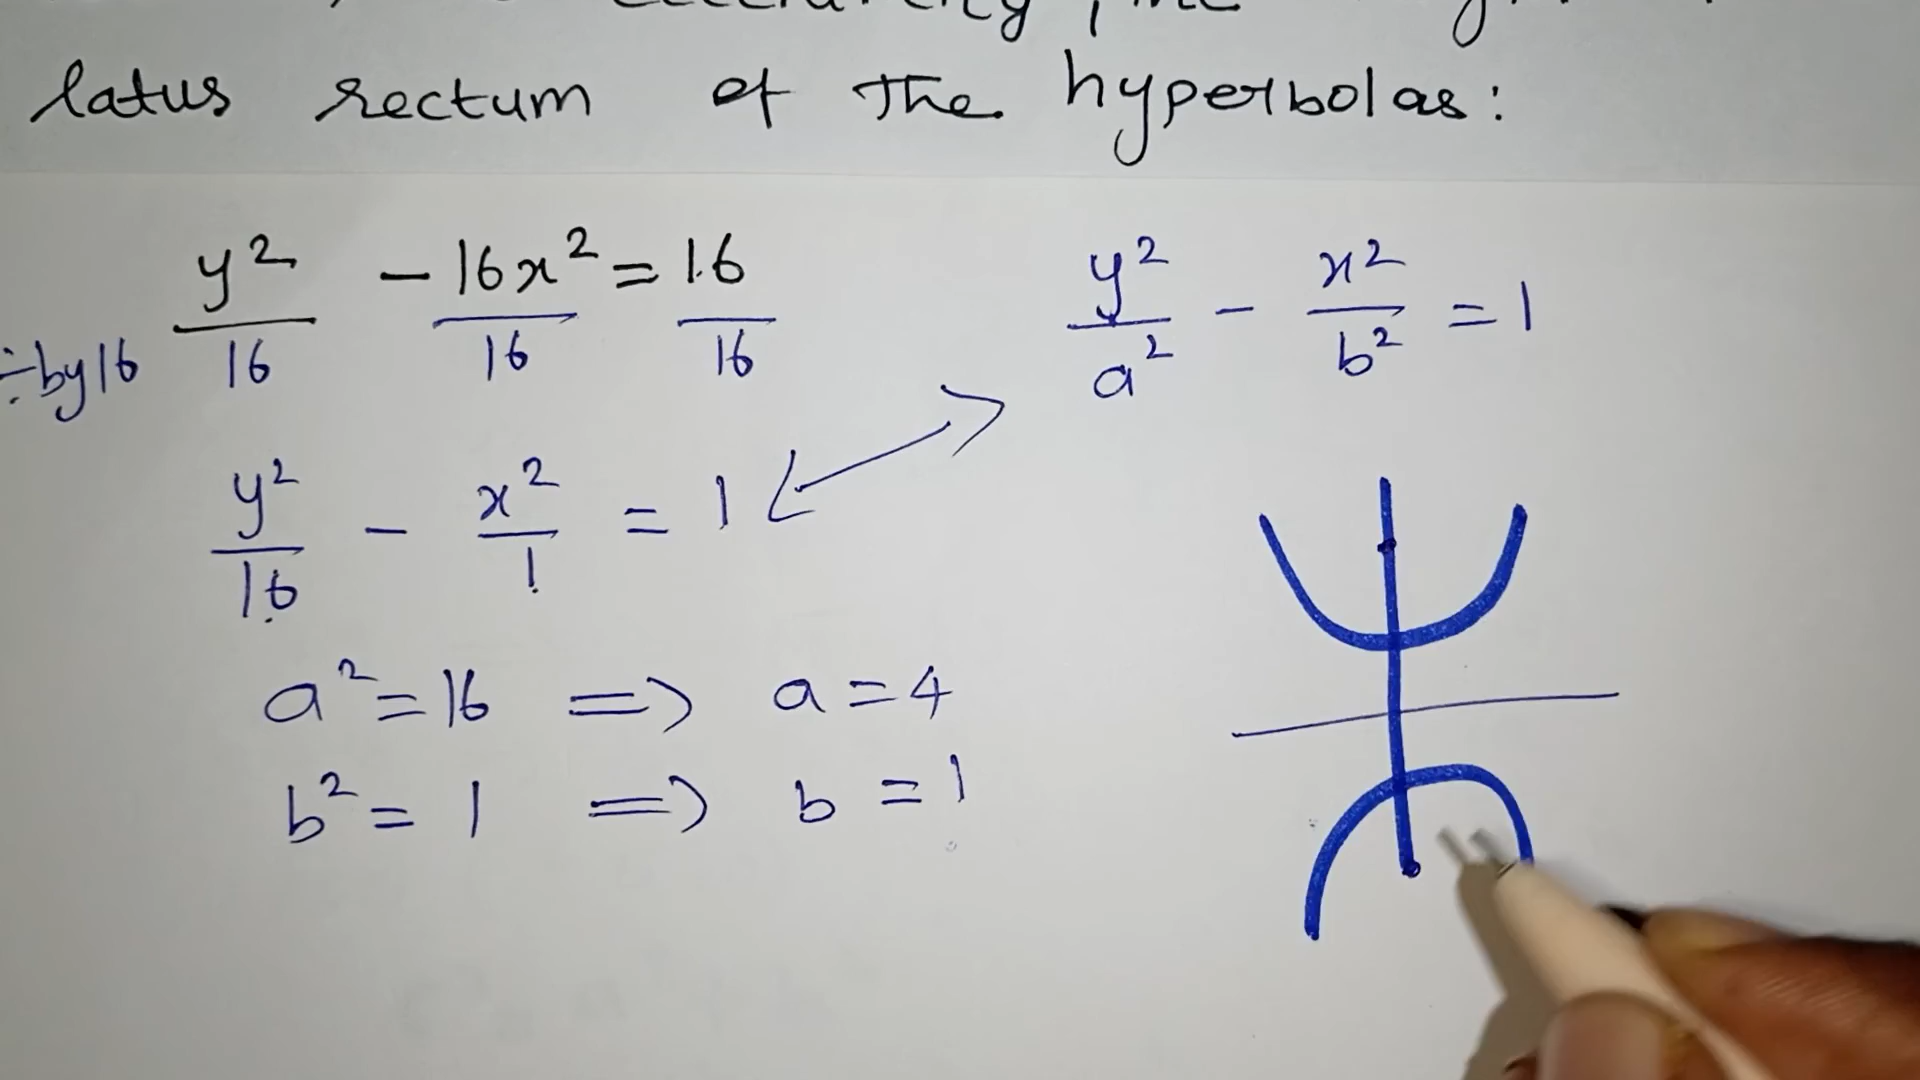 latus rectum of the hyperbolas:
y²/16 - 16x²/16 = 16/16
÷by16
y²/a² - x²/b² = 1
y²/16 - x²/1 = 1
a² = 16 => a = 4
b² = 1 => b = 1